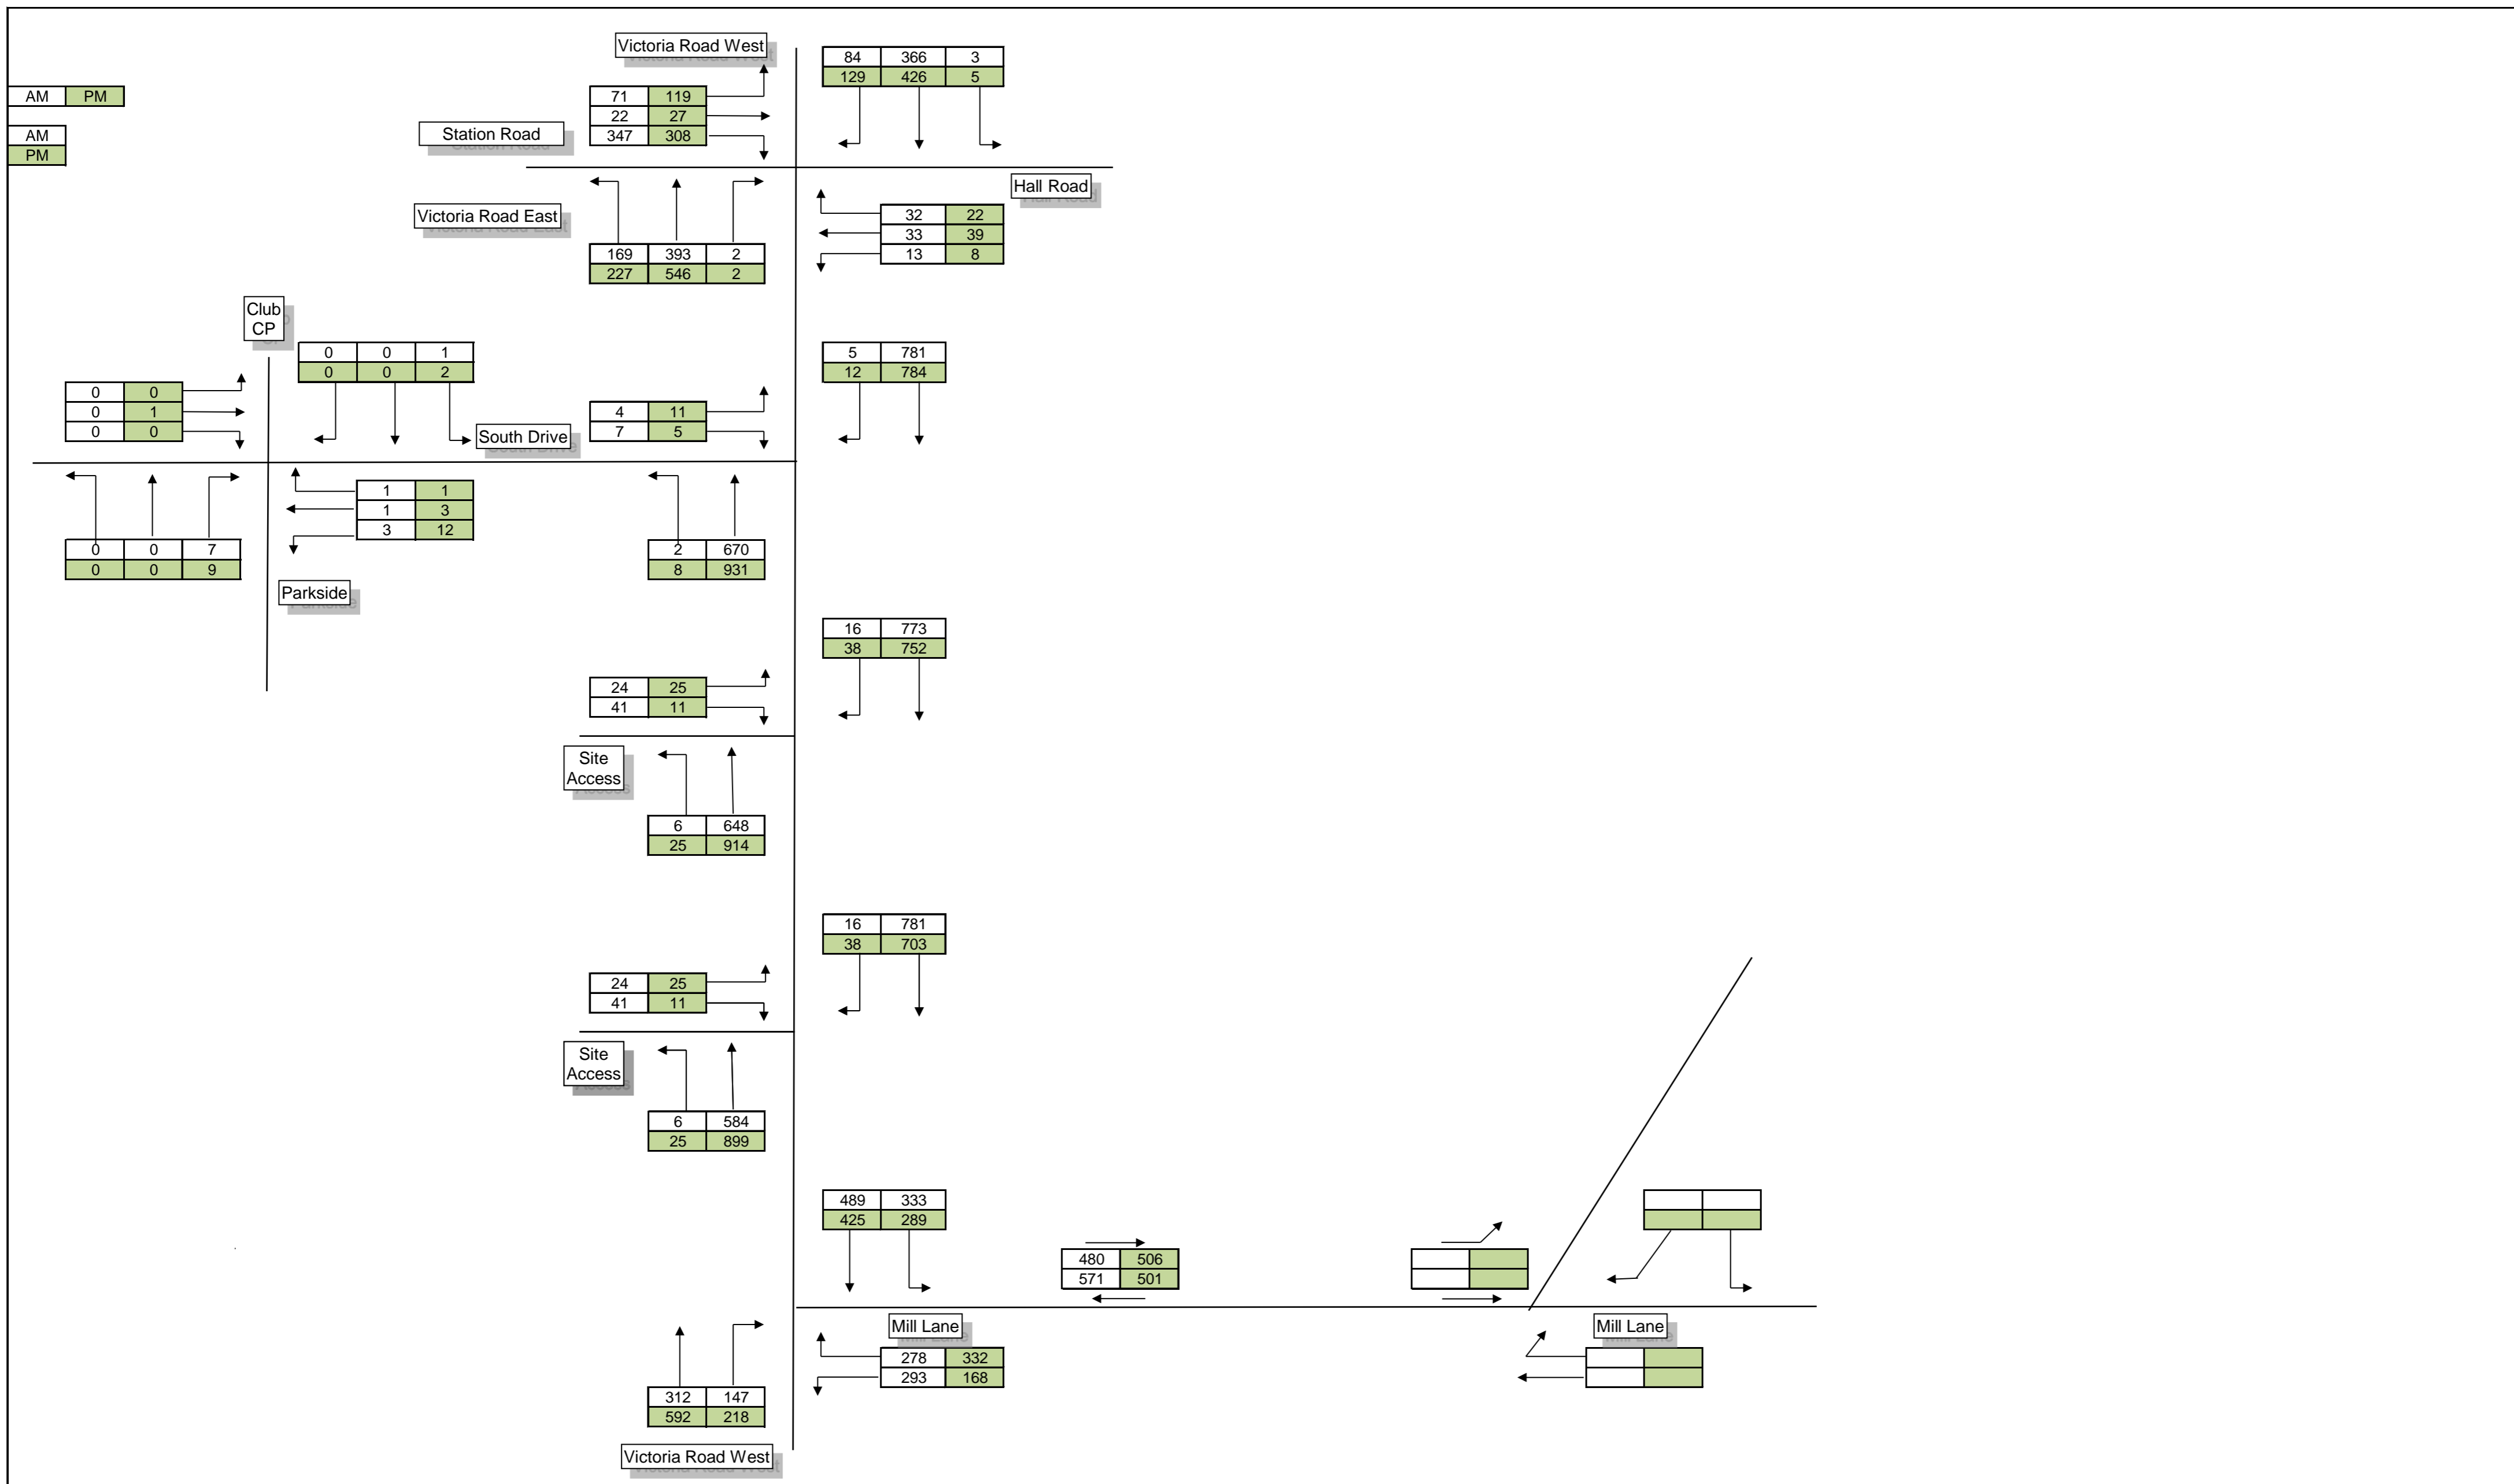 Victoria Road West
84 366 3
129 426 5
AM PM
71 119
22 27
347 308
AM
PM
Station Road
Hall Road
Victoria Road East
32 22
33 39
13 8
169 393 2
227 546 2
Club
CP
0 0 1
0 0 2
5 781
12 784
0 0
0 1
0 0
4 11
7 5
South Drive
1 1
1 3
3 12
0 0 7
0 0 9
2 670
8 931
Parkside
16 773
38 752
24 25
41 11
Site
Access
6 648
25 914
16 781
38 703
24 25
41 11
Site
Access
6 584
25 899
489 333
425 289
480 506
571 501
Mill Lane
Mill Lane
278 332
293 168
312 147
592 218
Victoria Road West